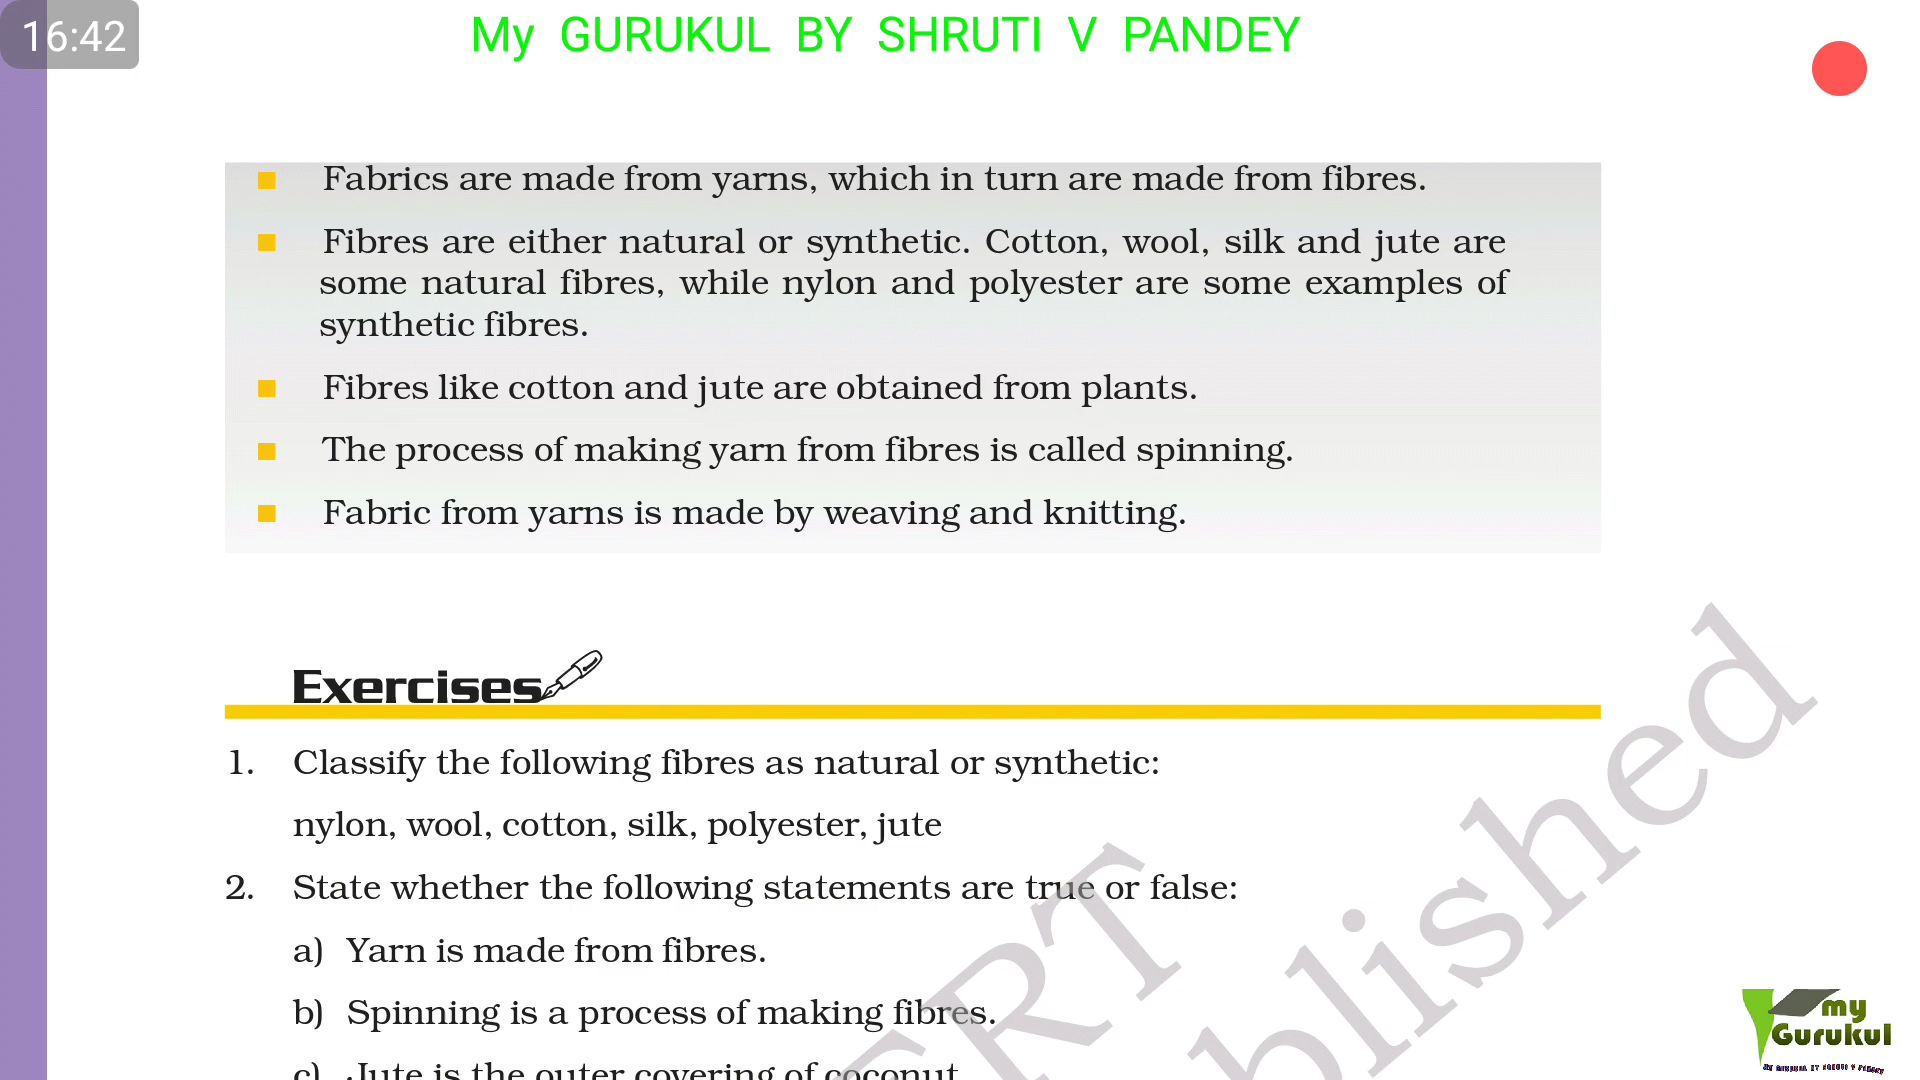 16:42
My GURUKUL BY SHRUTI V PANDEY
Fabrics are made from yarns, which in turn are made from fibres.
Fibres are either natural or synthetic. Cotton, wool, silk and jute are
some natural fibres, while nylon and polyester are some examples of
synthetic fibres.
Fibres like cotton and jute are obtained from plants.
The process of making yarn from fibres is called spinning.
Fabric from yarns is made by weaving and knitting.
Exercises
1. Classify the following fibres as natural or synthetic:
nylon, wool, cotton, silk, polyester, jute
2. State whether the following statements are true or false:
a) Yarn is made from fibres.
b) Spinning is a process of making fibres.
c) Jute is the outer covering of coconut.
my
Gurukul
MY GURUKUL BY SHRUTI V PANDEY